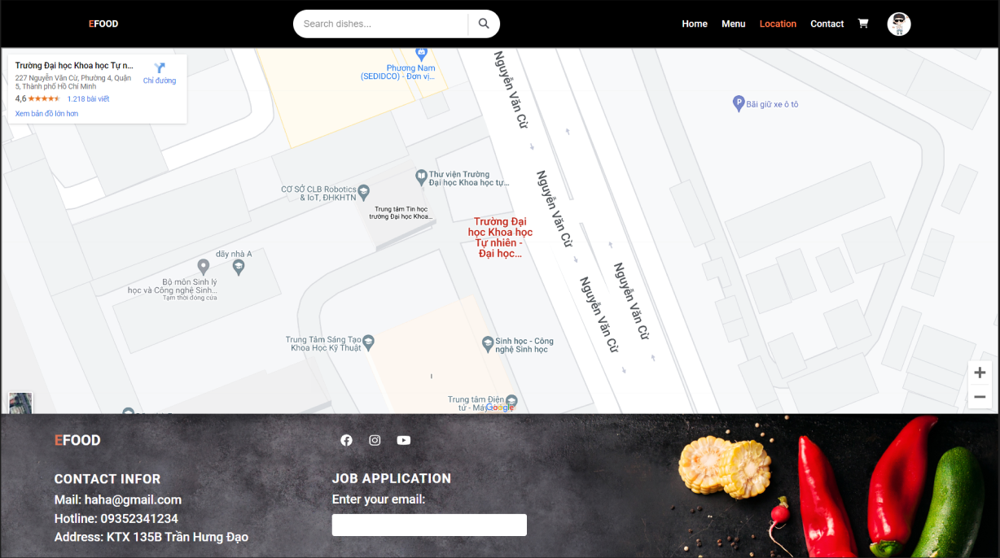 EFOOD
Search dishes...
Home Menu Location Contact
Trường Đại học Khoa học Tự n...
227 Nguyễn Văn Cừ, Phường 4, Quận
5, Thành phố Hồ Chí Minh
4,6 1.218 bài viết
Xem bản đồ lớn hơn
Chỉ đường
Phương Nam
(SEDIDCO) - Đơn vị...
Nguyễn Văn Cừ
P Bãi giữ xe ô tô
Thư viện Trường
Đại học Khoa học tự...
CƠ SỞ CLB Robotics
& IoT, ĐHKHTN
Trung tâm Tin học
trường Đại học Khoa...
Nguyễn Văn Cừ
Trường Đại
học Khoa học
Tự nhiên -
Đại học...
dãy nhà A
Bộ môn Sinh lý
học và Công nghệ Sinh...
Tạm thời đóng cửa
Nguyễn Văn Cừ
Nguyễn Văn Cừ
Trung Tâm Sáng Tạo
Khoa Học Kỹ Thuật
Sinh học - Công
nghệ Sinh học
Trung tâm Điện
tử - Máy
Google
EFOOD
CONTACT INFOR
Mail: haha@gmail.com
Hotline: 09352341234
Address: KTX 135B Trần Hưng Đạo
JOB APPLICATION
Enter your email: